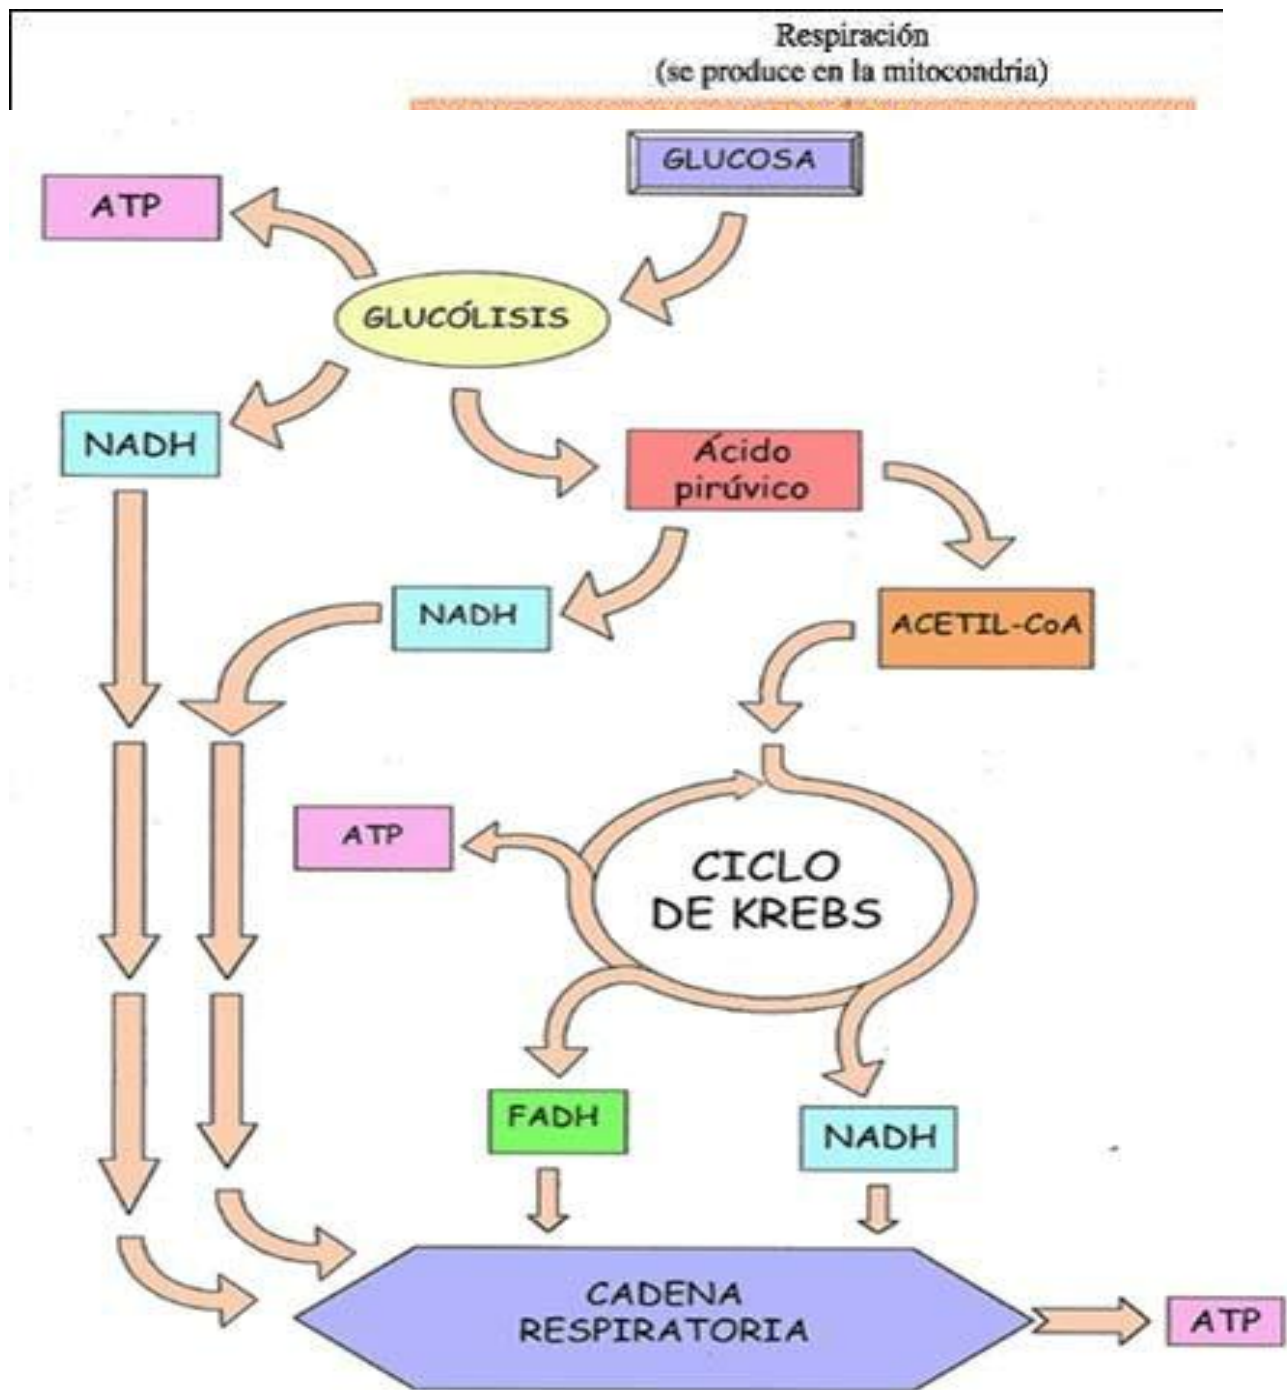 Respiración
(se produce en la mitocondria)
GLUCOSA
ATP
GLUCÓLISIS
NADH
Ácido
pirúvico
NADH
ACETIL-CoA
ATP
CICLO
DE KREBS
FADH
NADH
CADENA
RESPIRATORIA
ATP